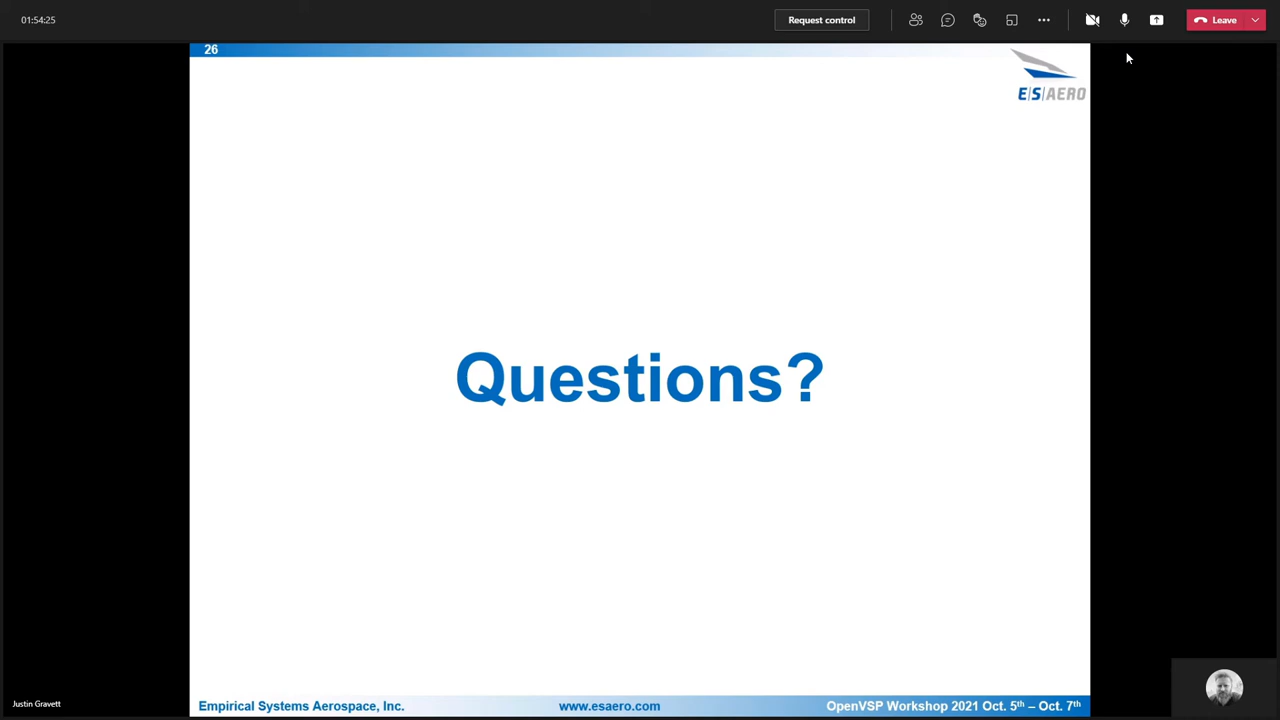 01:54:25
Request control
Leave
26
E|S|AERO
Questions?
Empirical Systems Aerospace, Inc.
www.esaero.com
OpenVSP Workshop 2021 Oct. 5th – Oct. 7th
Justin Gravett